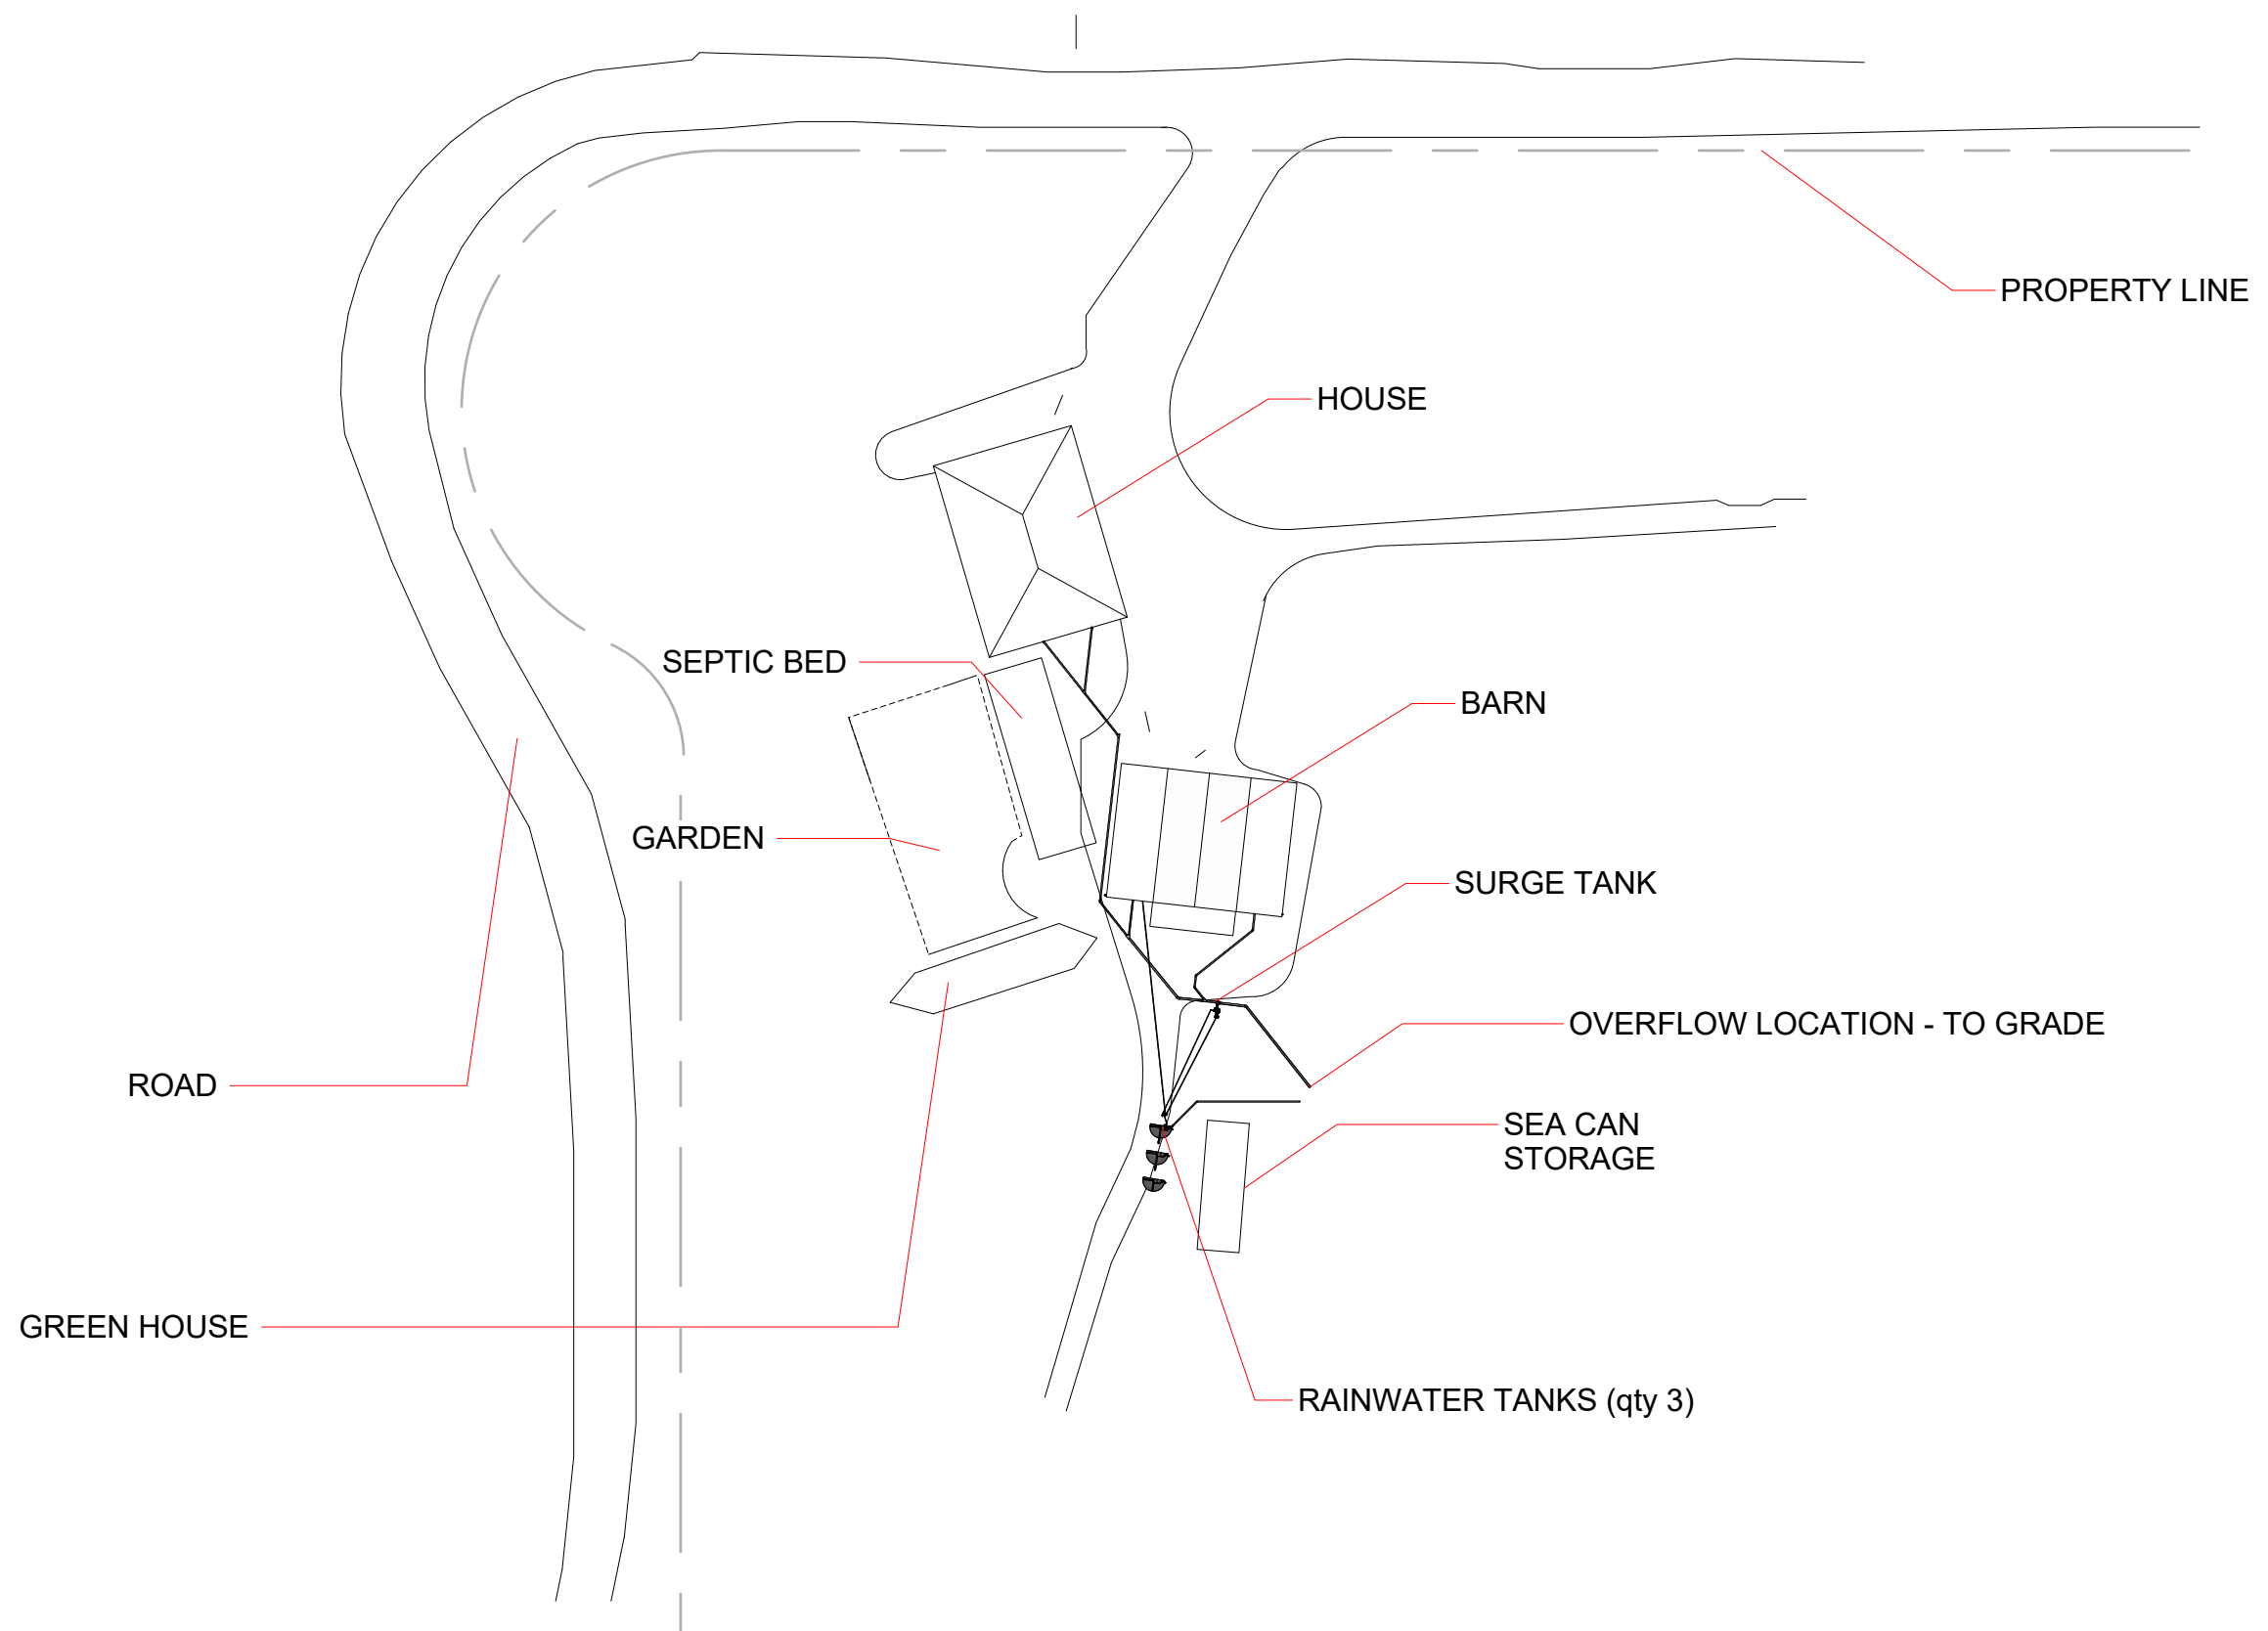 PROPERTY LINE
HOUSE
SEPTIC BED
BARN
GARDEN
SURGE TANK
OVERFLOW LOCATION - TO GRADE
ROAD
SEA CAN
STORAGE
GREEN HOUSE
RAINWATER TANKS (qty 3)